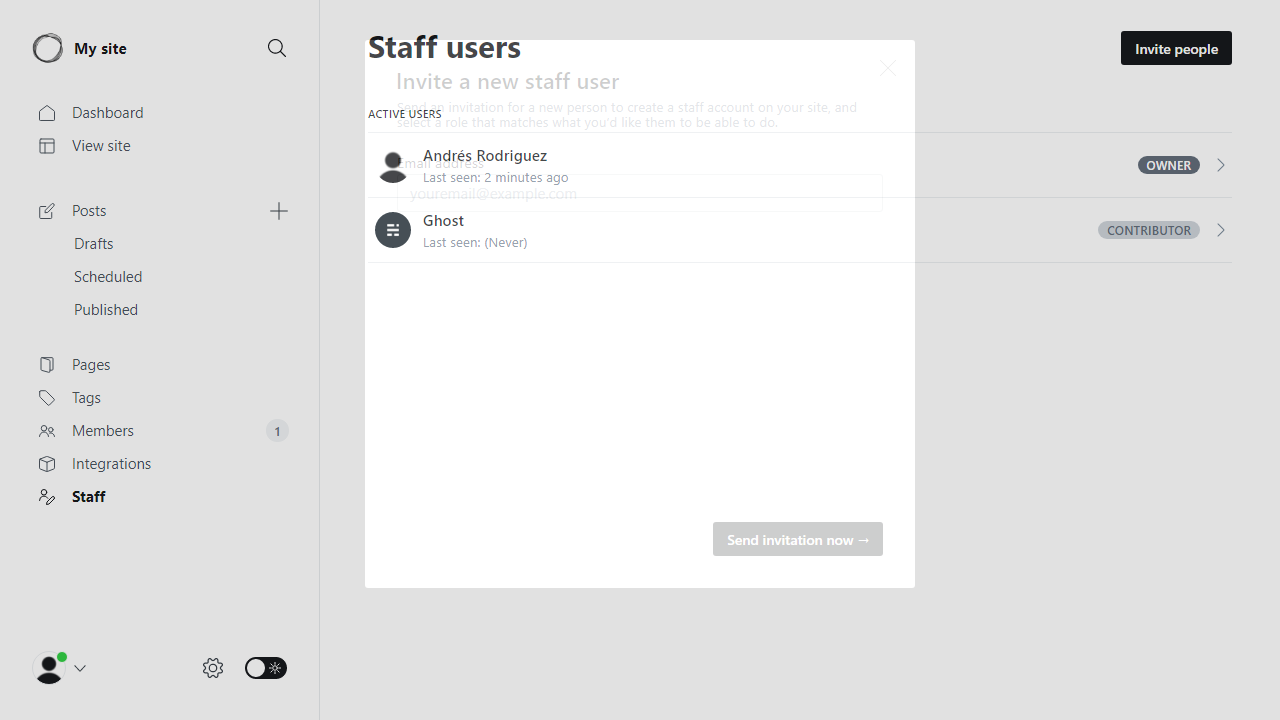 My site
Dashboard
View site
Posts
Drafts
Scheduled
Published
Pages
Tags
Members
1
Integrations
Staff
Staff users
Invite people
Invite a new staff user
Send an invitation for a new person to create a staff account on your site, and
select a role that matches what you'd like them to be able to do.
ACTIVE USERS
Email address
youremail@example.com
Andrés Rodriguez
Last seen: 2 minutes ago
OWNER
Ghost
Last seen: (Never)
CONTRIBUTOR
Send invitation now →